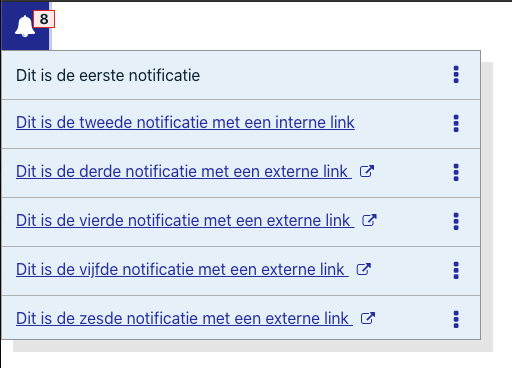 8
Dit is de eerste notificatie
Dit is de tweede notificatie met een interne link
Dit is de derde notificatie met een externe link
Dit is de vierde notificatie met een externe link
Dit is de vijfde notificatie met een externe link
Dit is de zesde notificatie met een externe link